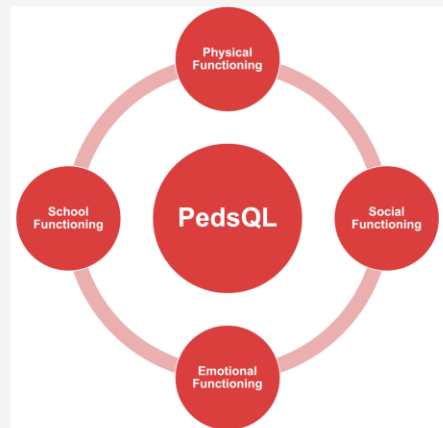 Physical
Functioning
School
Functioning
PedsQL
Social
Functioning
Emotional
Functioning